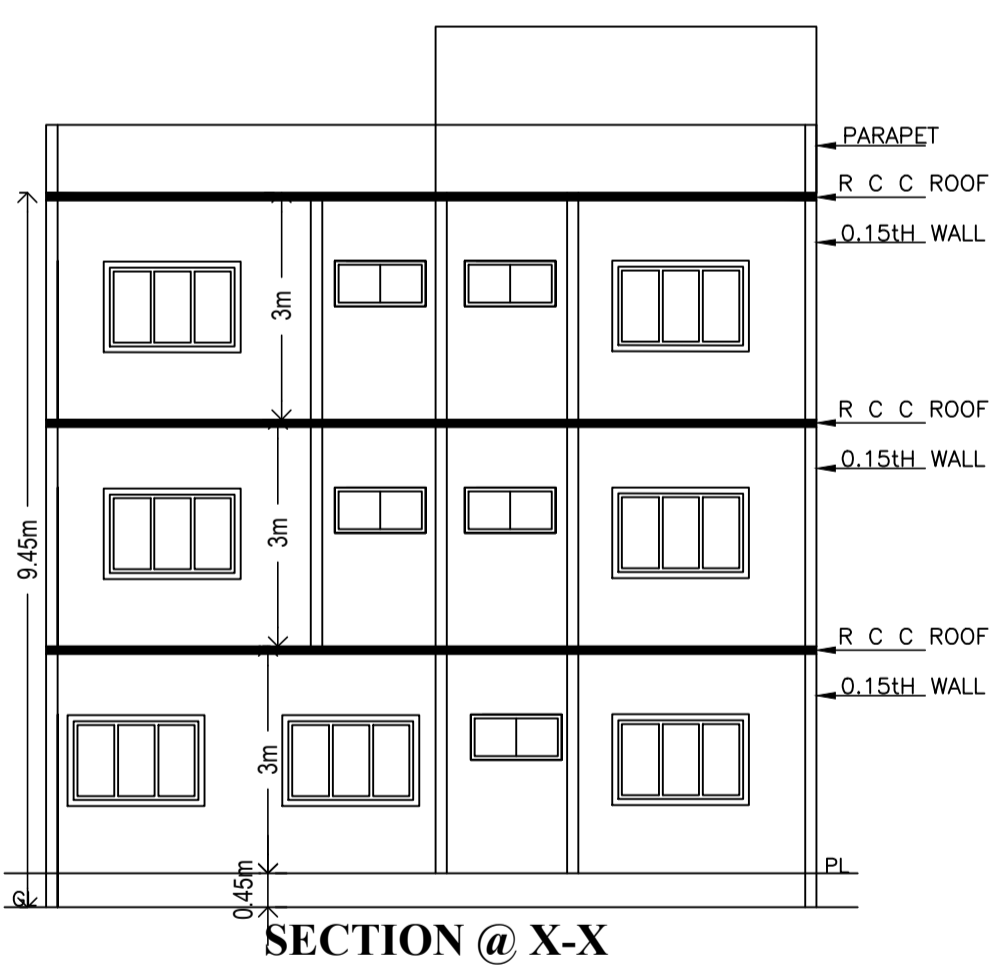 PARAPET
R C C ROOF
0.15tH WALL
3m
R C C ROOF
0.15tH WALL
9.45m
3m
R C C ROOF
0.15tH WALL
3m
PL
0.45m
GL
SECTION @ X-X